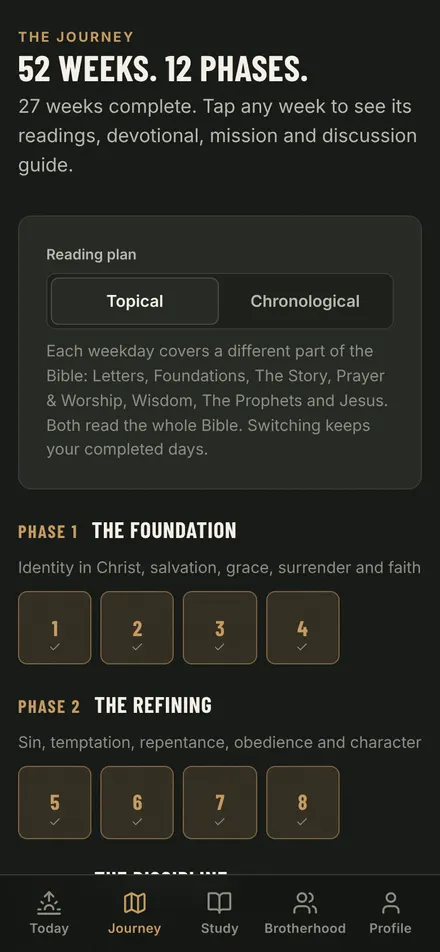 THE JOURNEY
52 WEEKS. 12 PHASES.
27 weeks complete. Tap any week to see its
readings, devotional, mission and discussion
guide.
Reading plan
Topical
Chronological
Each weekday covers a different part of the
Bible: Letters, Foundations, The Story, Prayer
& Worship, Wisdom, The Prophets and Jesus.
Both read the whole Bible. Switching keeps
your completed days.
PHASE 1 THE FOUNDATION
Identity in Christ, salvation, grace, surrender and faith
1 2 3 4
PHASE 2 THE REFINING
Sin, temptation, repentance, obedience and character
5 6 7 8
THE DISCIPLINE
Today Journey Study Brotherhood Profile